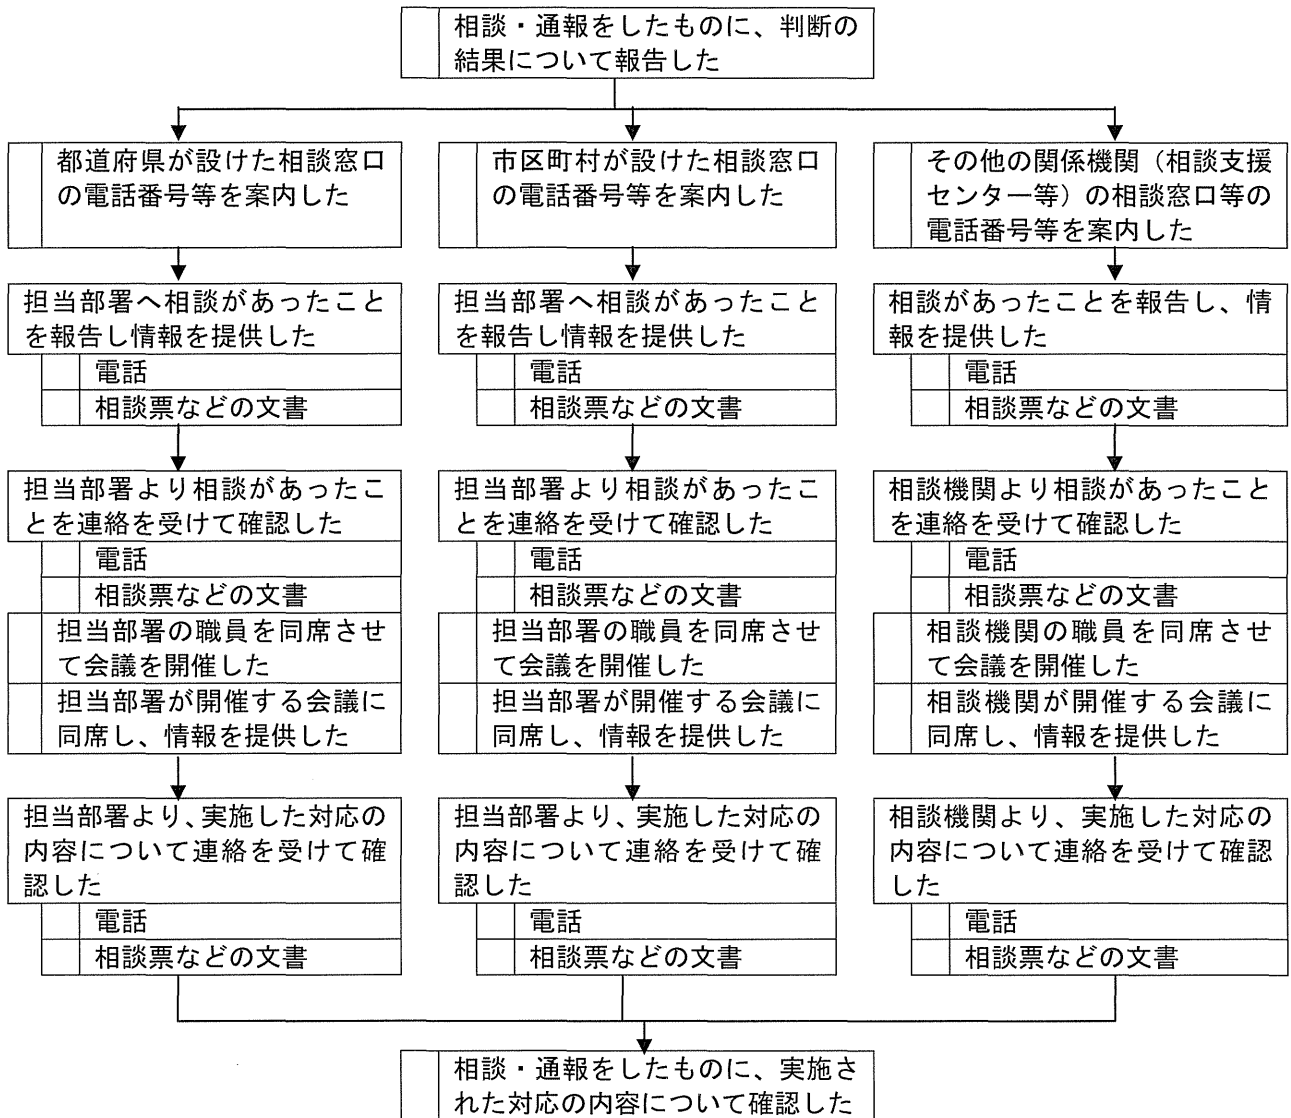 相談・通報をしたものに、判断の
結果について報告した
都道府県が設けた相談窓口
の電話番号等を案内した
担当部署へ相談があったこと
を報告し情報を提供した
電話
相談票などの文書
担当部署より相談があったこ
とを連絡を受けて確認した
電話
相談票などの文書
担当部署の職員を同席させ
て会議を開催した
担当部署が開催する会議に
同席し、情報を提供した
担当部署より、実施した対応の
内容について連絡を受けて確
認した
電話
相談票などの文書
市区町村が設けた相談窓口
の電話番号等を案内した
担当部署へ相談があったこと
を報告し情報を提供した
電話
相談票などの文書
担当部署より相談があったこ
とを連絡を受けて確認した
電話
相談票などの文書
担当部署の職員を同席させ
て会議を開催した
担当部署が開催する会議に
同席し、情報を提供した
担当部署より、実施した対応の
内容について連絡を受けて確
認した
電話
相談票などの文書
その他の関係機関（相談支援
センター等）の相談窓口等の
電話番号等を案内した
相談があったことを報告し、情
報を提供した
電話
相談票などの文書
相談機関より相談があったこと
を連絡を受けて確認した
電話
相談票などの文書
相談機関の職員を同席させ
て会議を開催した
相談機関が開催する会議に
同席し、情報を提供した
相談機関より、実施した対応の
内容について連絡を受けて確認
した
電話
相談票などの文書
相談・通報をしたものに、実施さ
れた対応の内容について確認した